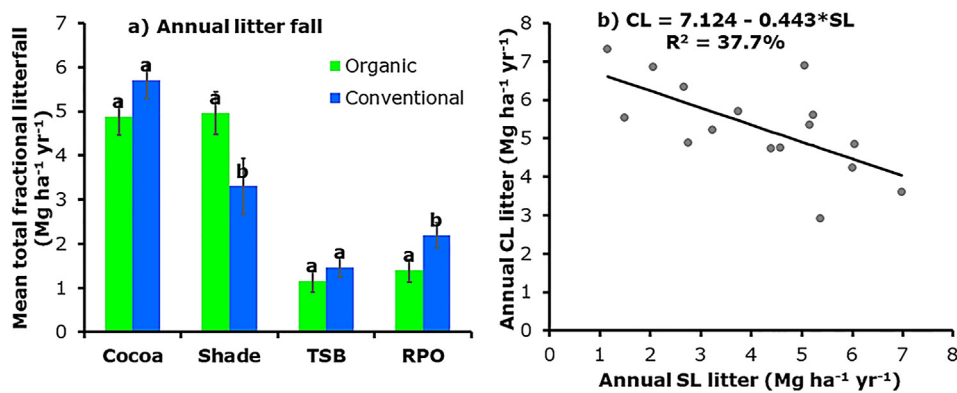 a) Annual litter fall
Mean total fractional litterfall
(Mg ha⁻¹ yr⁻¹)
7
6
5
4
3
2
1
0
Organic
Conventional
a
a
a
b
a
a
a
b
Cocoa
Shade
TSB
RPO
b) CL = 7.124 - 0.443*SL
R² = 37.7%
Annual CL litter (Mg ha⁻¹ yr⁻¹)
8
7
6
5
4
3
2
1
0
0
1
2
3
4
5
6
7
8
Annual SL litter (Mg ha⁻¹ yr⁻¹)